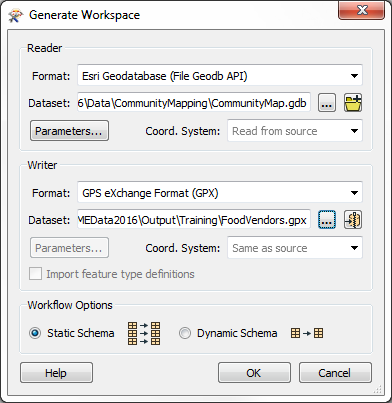 Generate Workspace
Reader
Format: Esri Geodatabase (File Geodb API)
Dataset: 6\Data\CommunityMapping\CommunityMap.gdb ...
Parameters... Coord. System: Read from source
Writer
Format: GPS eXchange Format (GPX)
Dataset: MEData2016\Output\Training\FoodVendors.gpx ...
Parameters... Coord. System: Same as source
Import feature type definitions
Workflow Options
Static Schema Dynamic Schema
Help OK Cancel